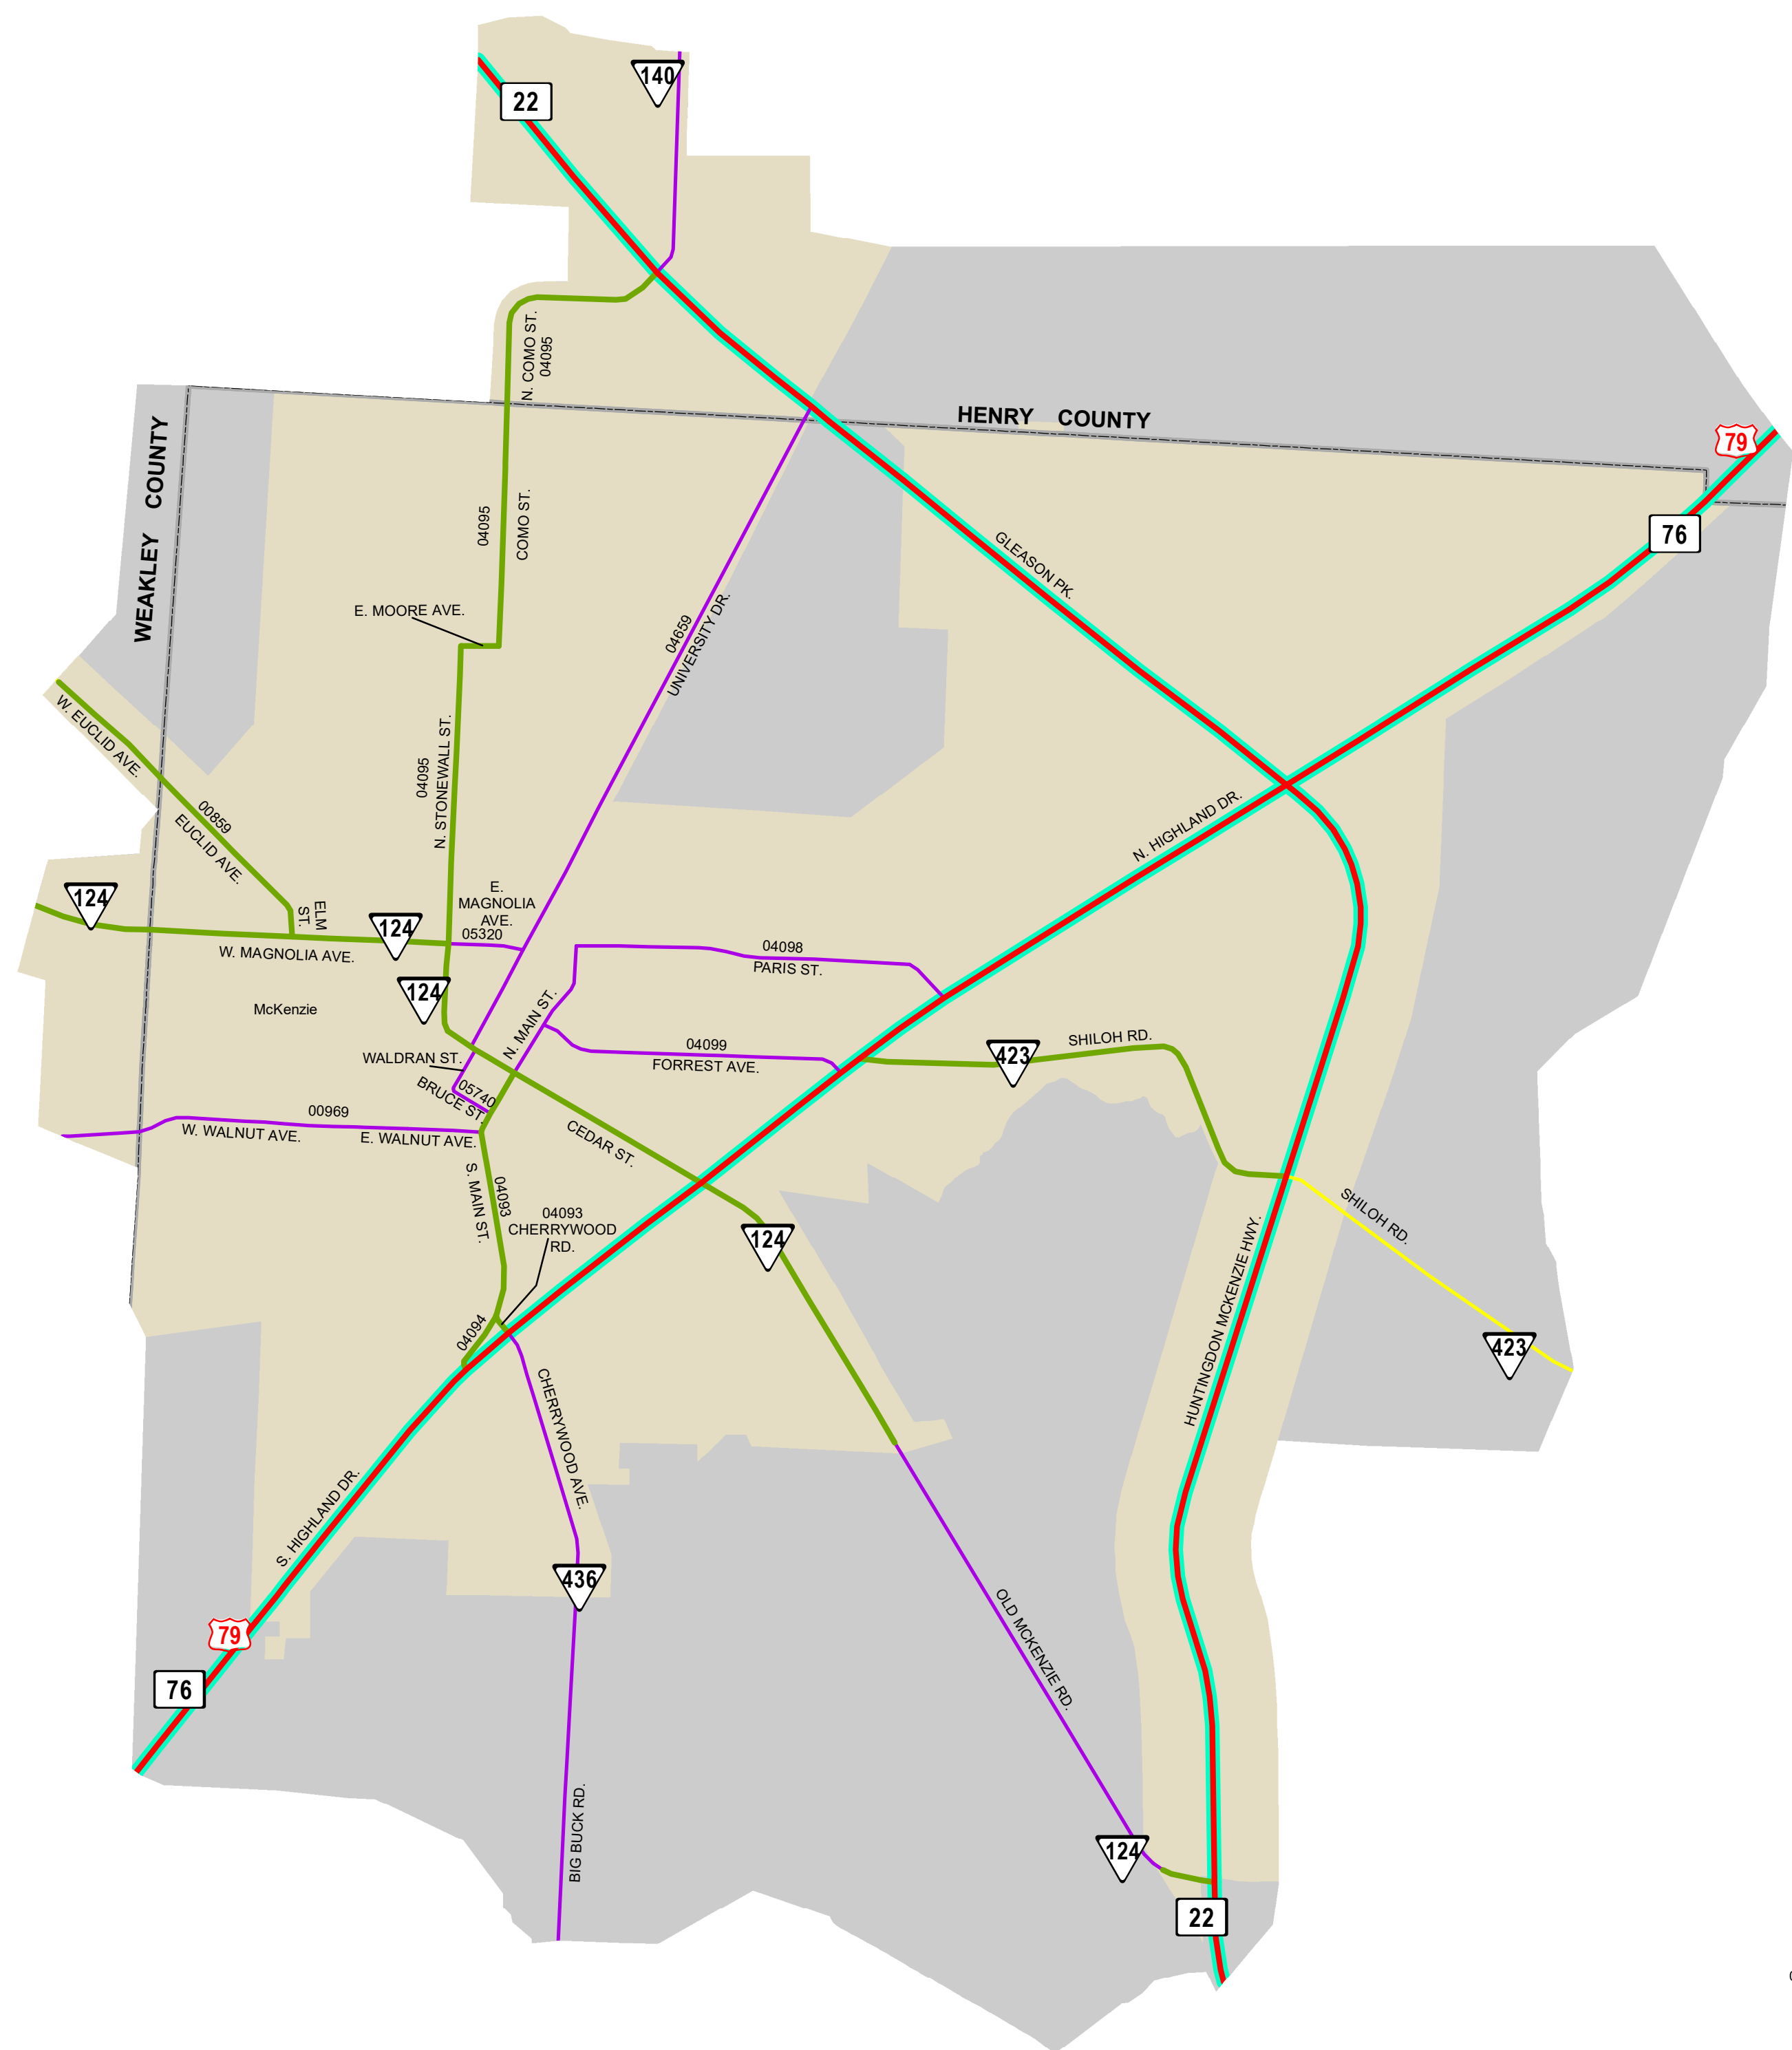 140
22
N. COMO ST.
04095
HENRY COUNTY
WEAKLEY COUNTY
79
76
04095
COMO ST.
GLEASON PK.
E. MOORE AVE.
04659
UNIVERSITY DR.
W. EUCLID AVE.
04095
N. STONEWALL ST.
00859
EUCLID AVE.
N. HIGHLAND DR.
124
ELM
ST.
124
E.
MAGNOLIA
AVE.
05320
W. MAGNOLIA AVE.
04098
PARIS ST.
124
McKenzie
N. MAIN ST.
WALDRAN ST.
04099
FORREST AVE.
423
SHILOH RD.
05740
BRUCE ST.
00969
W. WALNUT AVE.
E. WALNUT AVE.
CEDAR ST.
S. MAIN ST.
04093
04093
CHERRYWOOD
RD.
124
SHILOH RD.
HUNTINGDON MCKENZIE HWY.
04094
423
CHERRYWOOD AVE.
S. HIGHLAND DR.
436
OLD MCKENZIE RD.
79
76
BIG BUCK RD.
124
22